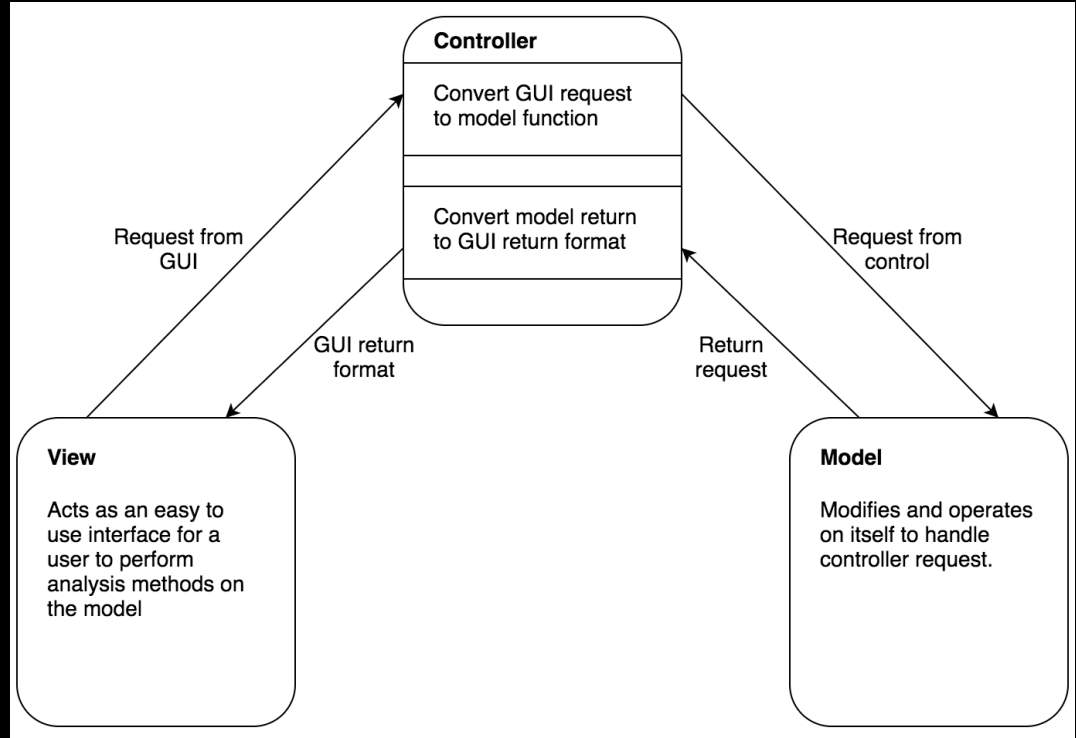 Controller
Convert GUI request
to model function
Convert model return
to GUI return format
Request from
GUI
Request from
control
GUI return
format
Return
request
View
Acts as an easy to
use interface for a
user to perform
analysis methods on
the model
Model
Modifies and operates
on itself to handle
controller request.